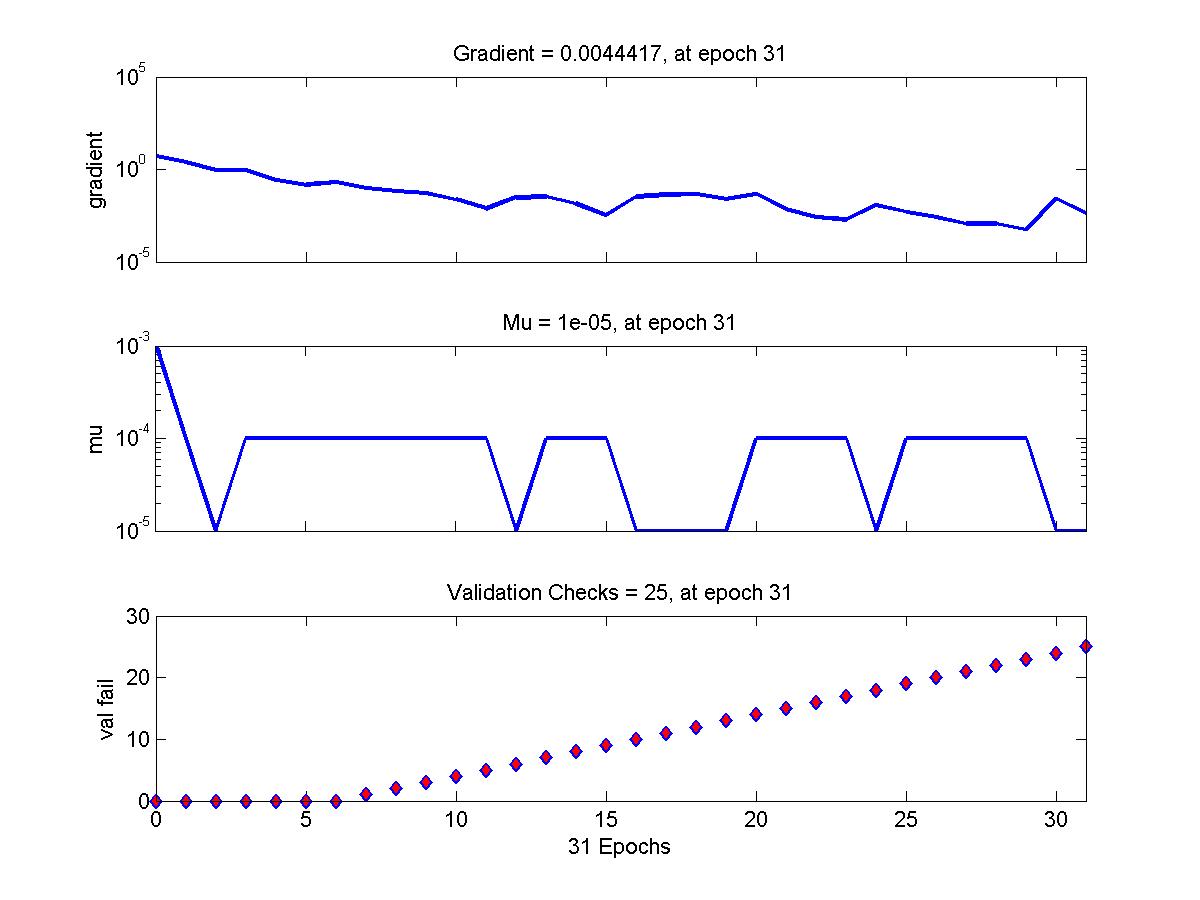 Gradient = 0.0044417, at epoch 31
10^5
10^0
10^-5
gradient
Mu = 1e-05, at epoch 31
10^-3
10^-4
10^-5
mu
Validation Checks = 25, at epoch 31
30
20
10
0
val fail
0 5 10 15 20 25 30
31 Epochs